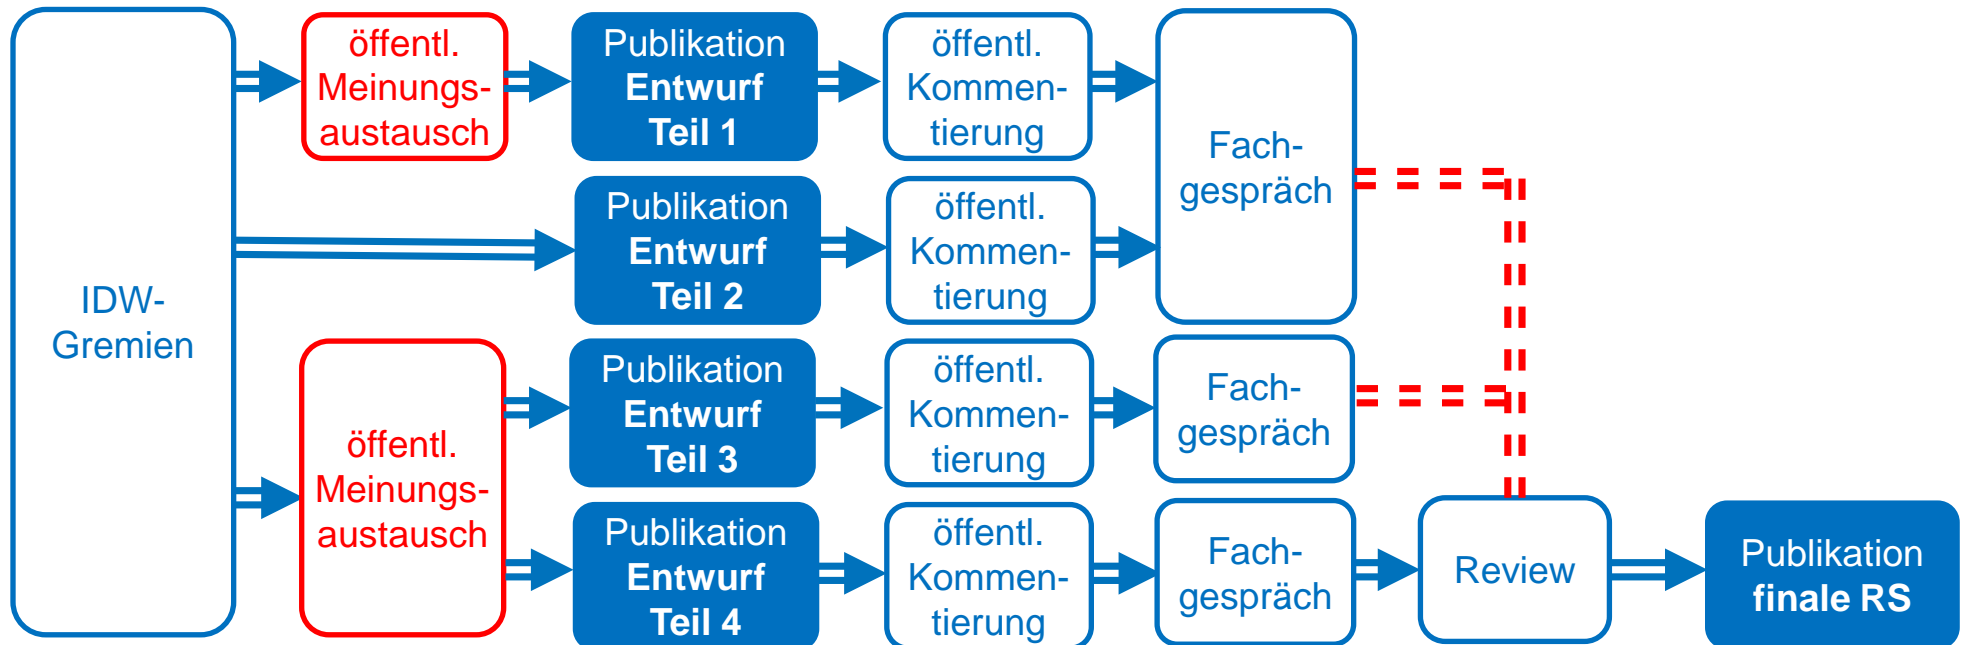 IDW-
Gremien
öffentl.
Meinungs-
austausch
Publikation
Entwurf
Teil 1
öffentl.
Kommen-
tierung
Fach-
gespräch
Publikation
Entwurf
Teil 2
öffentl.
Kommen-
tierung
öffentl.
Meinungs-
austausch
Publikation
Entwurf
Teil 3
öffentl.
Kommen-
tierung
Fach-
gespräch
Publikation
Entwurf
Teil 4
öffentl.
Kommen-
tierung
Fach-
gespräch
Review
Publikation
finale RS